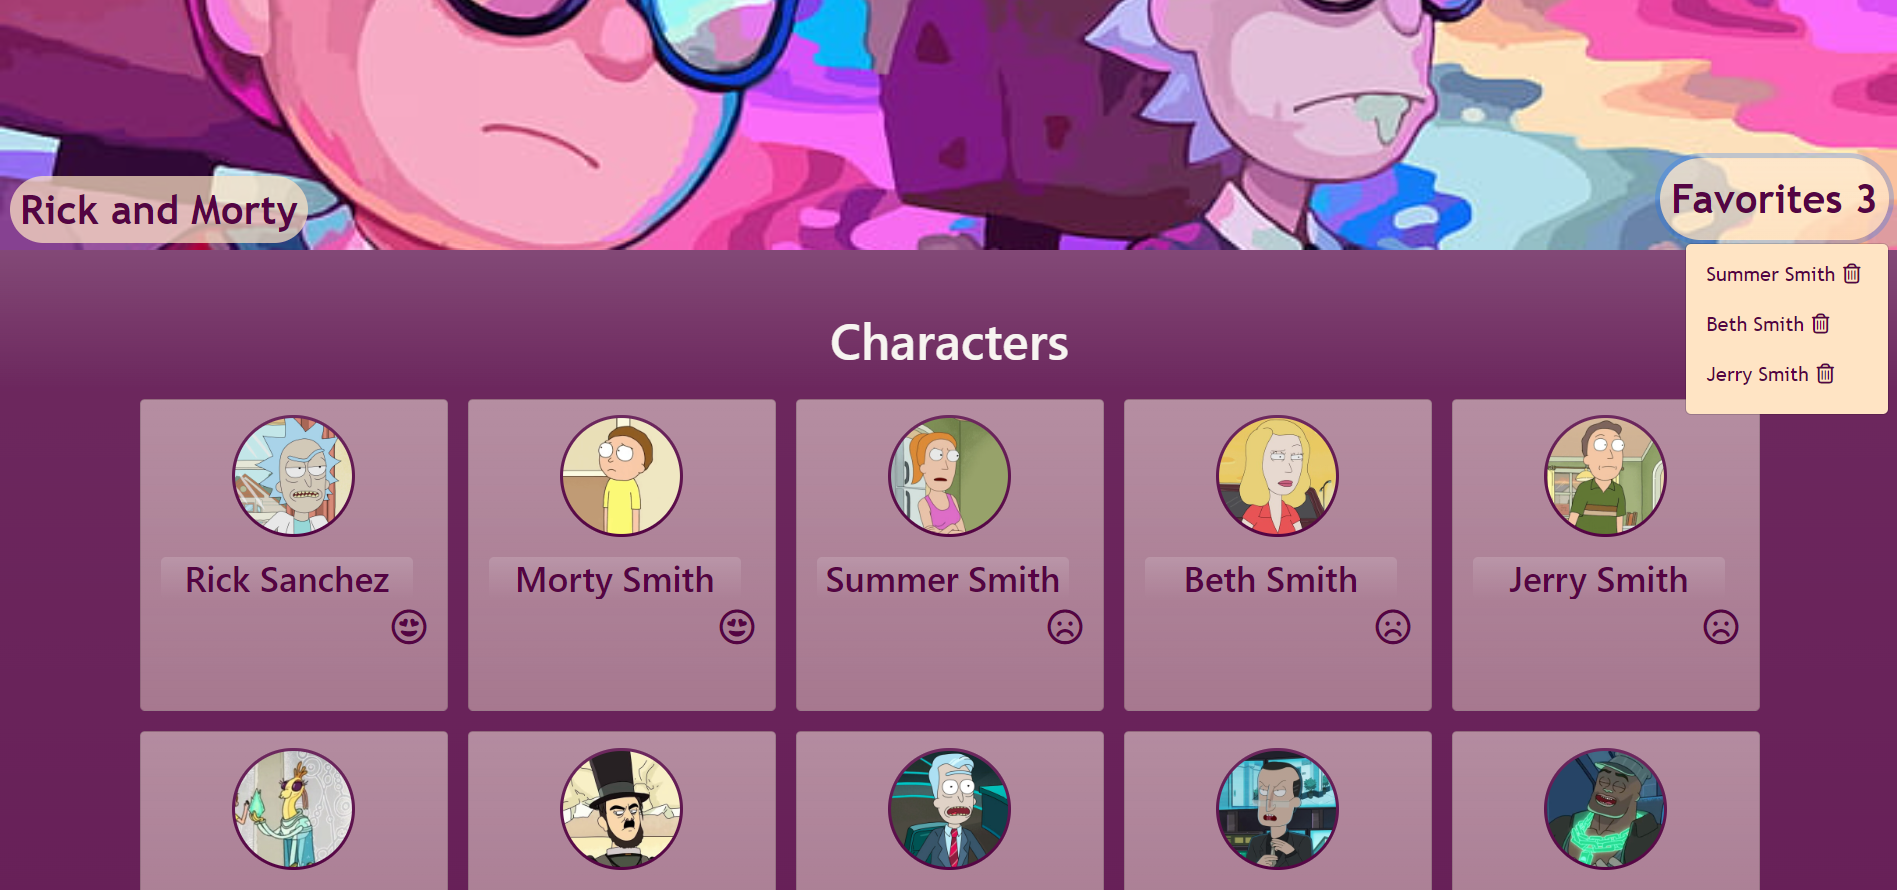 Rick and Morty
Favorites 3
Summer Smith
Beth Smith
Jerry Smith
Characters
Rick Sanchez
Morty Smith
Summer Smith
Beth Smith
Jerry Smith